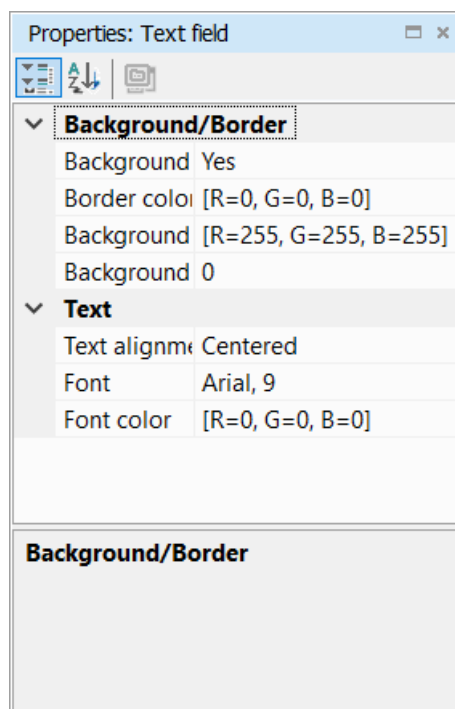 Properties: Text field
Background/Border
Background Yes
Border color [R=0, G=0, B=0]
Background [R=255, G=255, B=255]
Background 0
Text
Text alignme Centered
Font Arial, 9
Font color [R=0, G=0, B=0]
Background/Border